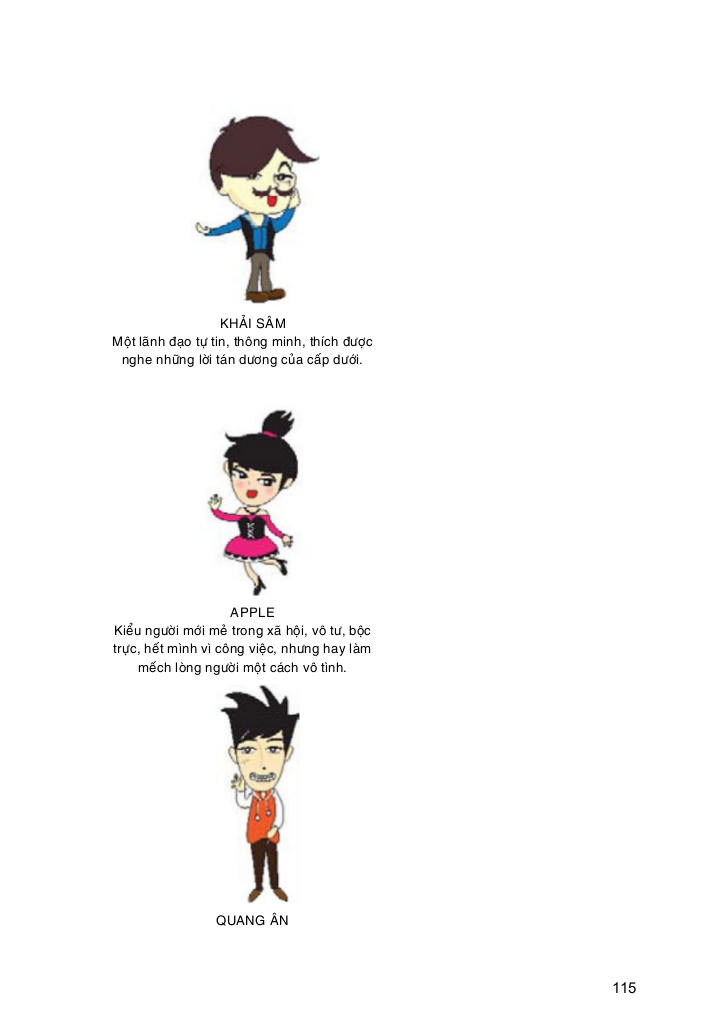 KHẢI SÂM
Một lãnh đạo tự tin, thông minh, thích được
nghe những lời tán dương của cấp dưới.
APPLE
Kiểu người mới mẻ trong xã hội, vô tư, bộc
trực, hết mình vì công việc, nhưng hay làm
mếch lòng người một cách vô tình.
QUANG ÂN
115